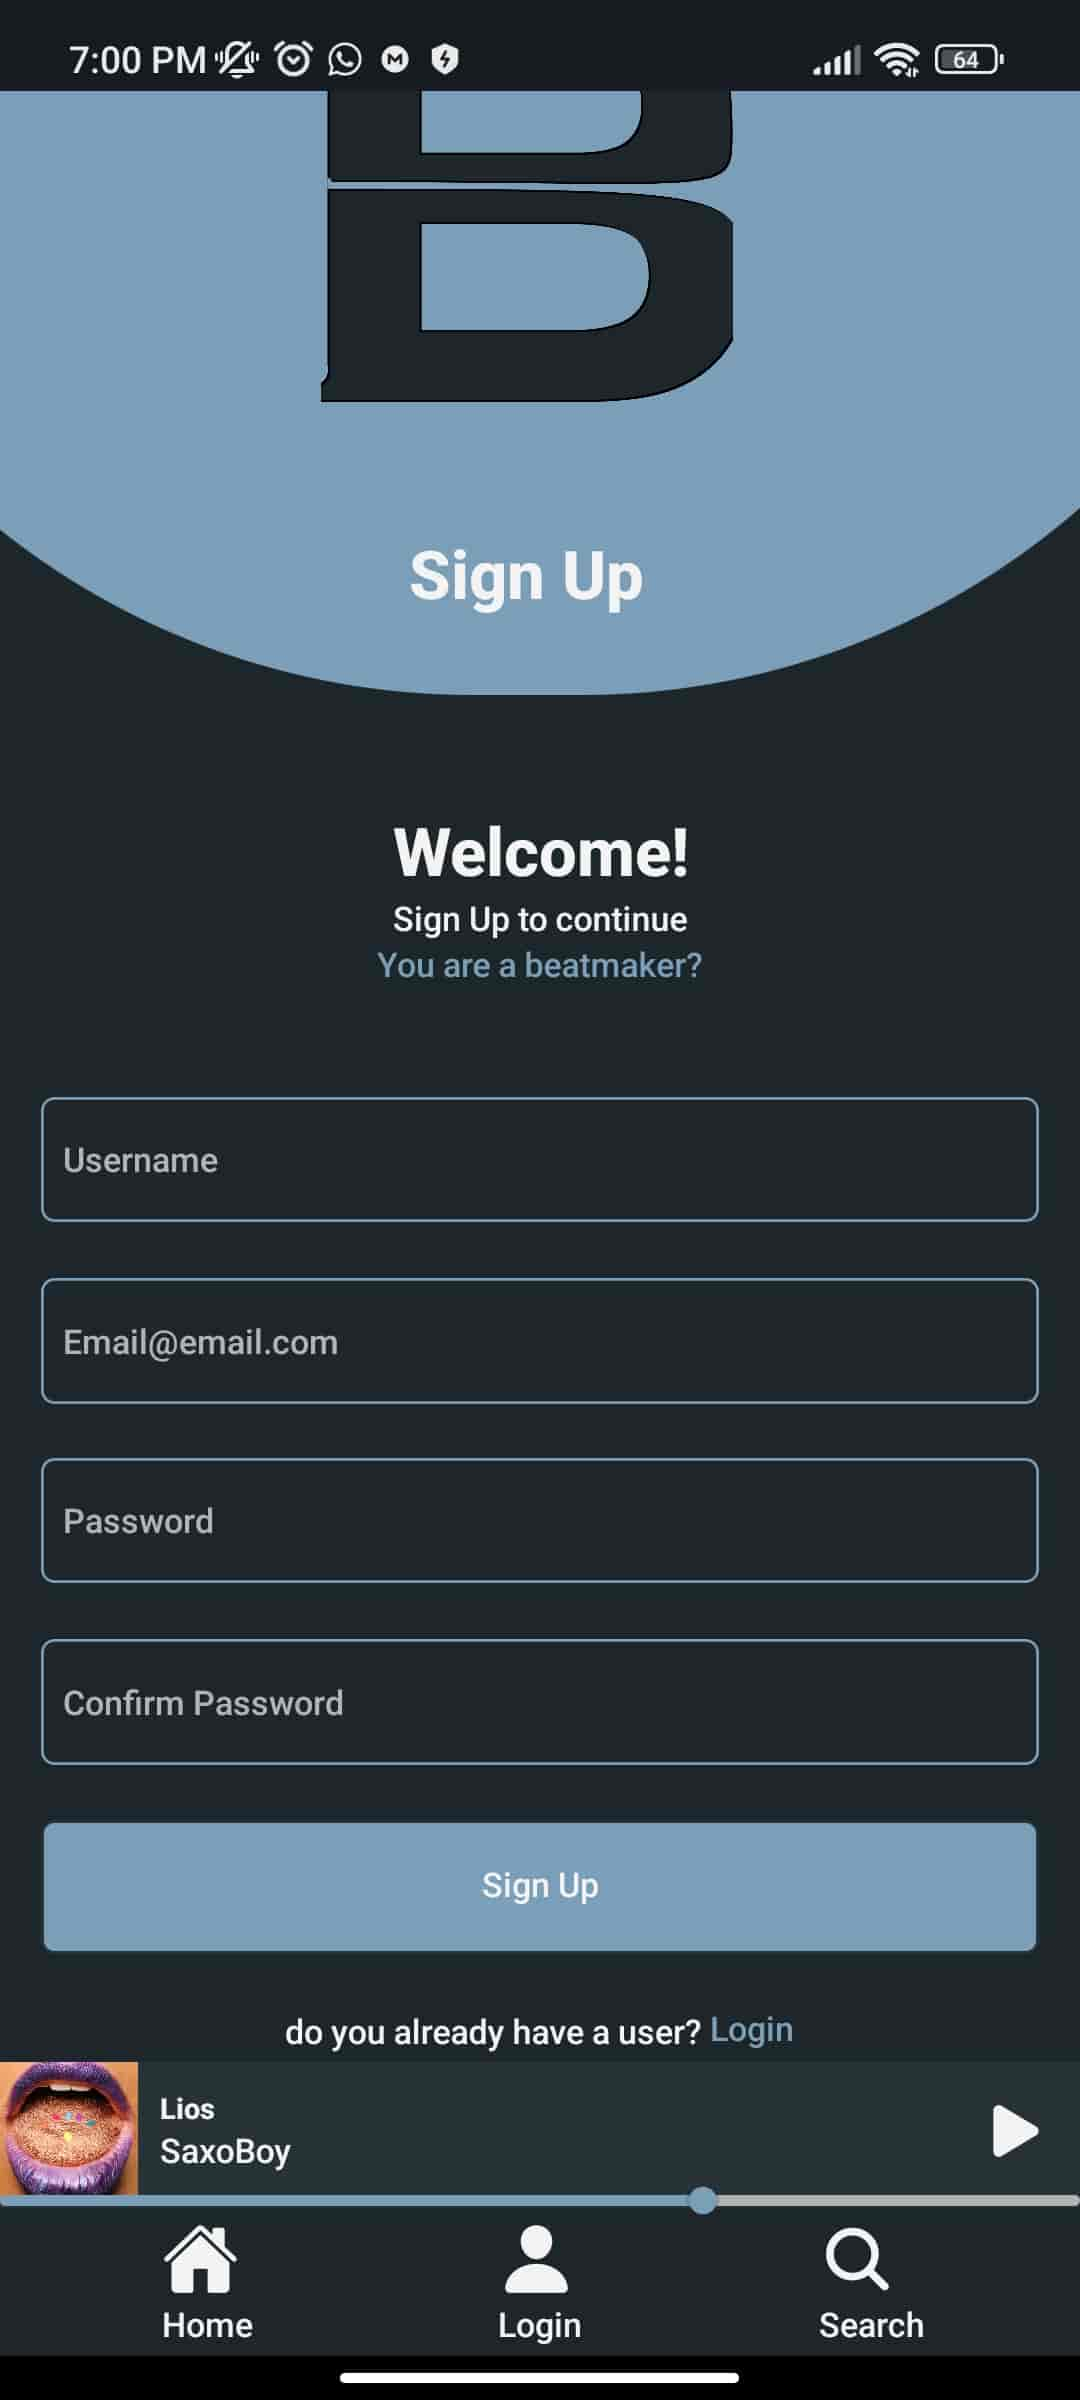 7:00 PM
64
B
Sign Up
Welcome!
Sign Up to continue
You are a beatmaker?
Username
Email@email.com
Password
Confirm Password
Sign Up
do you already have a user? Login
Lios
SaxoBoy
Home
Login
Search